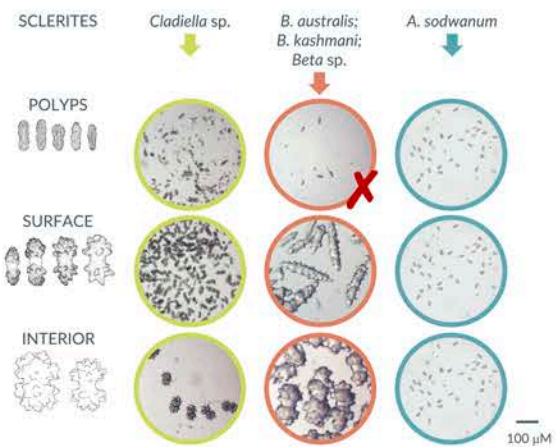 SCLERITES
Cladiella sp.
B. australis;
B. kashmani;
Beta sp.
A. sodwanum
POLYPS
SURFACE
INTERIOR
100 µM